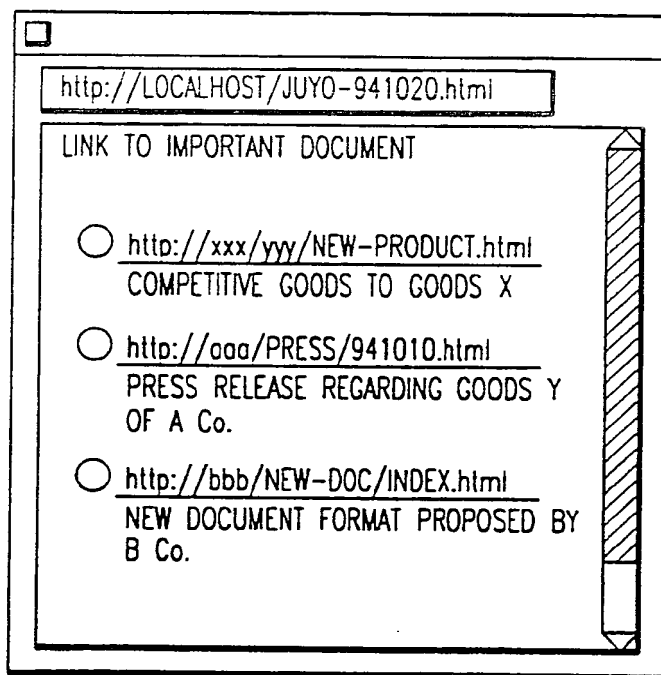 http://LOCALHOST/JUYO-941020.html
LINK TO IMPORTANT DOCUMENT
http://xxx/yyy/NEW-PRODUCT.html
COMPETITIVE GOODS TO GOODS X
http://aaa/PRESS/941010.html
PRESS RELEASE REGARDING GOODS Y
OF A Co.
http://bbb/NEW-DOC/INDEX.html
NEW DOCUMENT FORMAT PROPOSED BY
B Co.